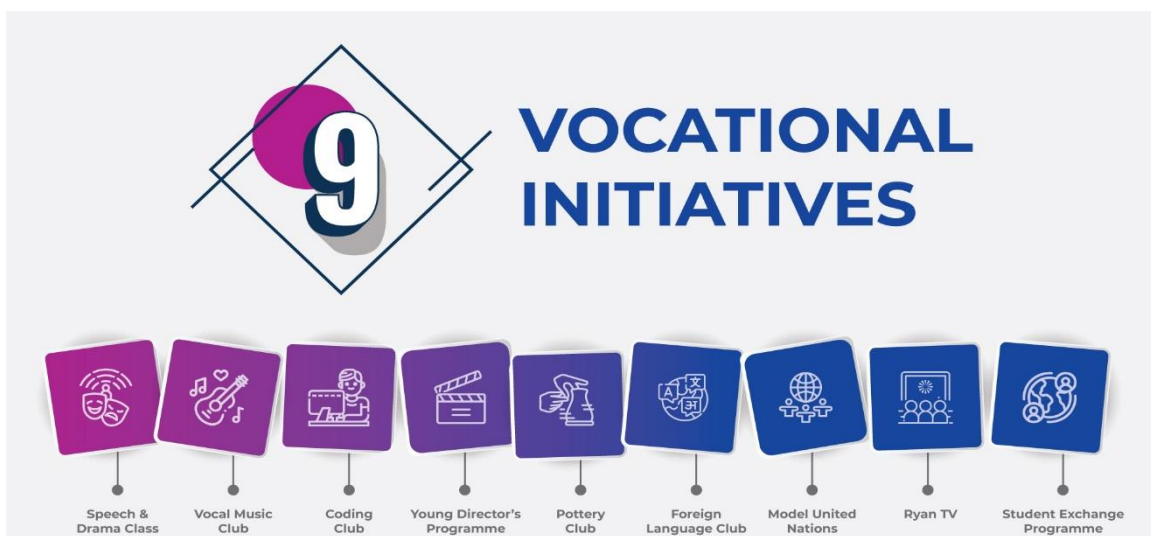 9
VOCATIONAL
INITIATIVES
A 文 अ
Speech &
Drama Class
Vocal Music
Club
Coding
Club
Young Director's
Programme
Pottery
Club
Foreign
Language Club
Model United
Nations
Ryan TV
Student Exchange
Programme